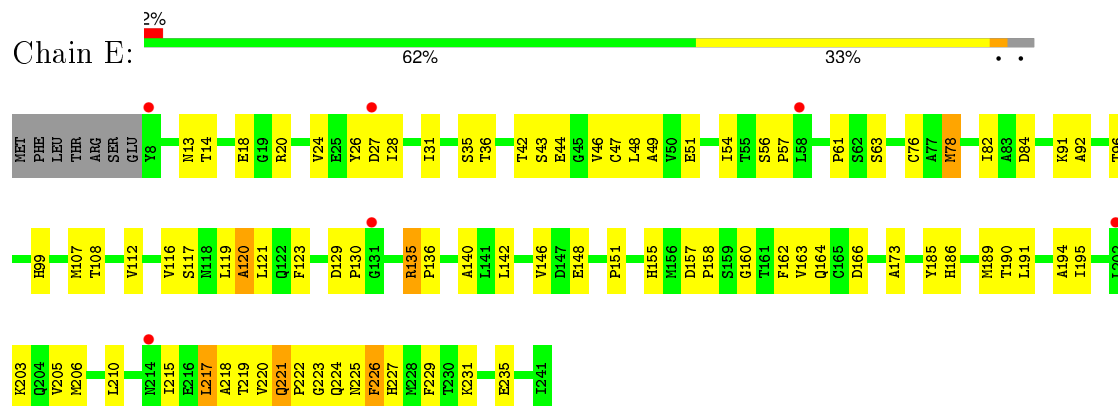 2%
Chain E:
62% 33% • •
MET PHE LEU THR ARG SER GLU Y8 N13 T14 E18 G19 R20 V24 E25 Y26 D27 I28 I31 S35 T36 T42 S43 E44 G45 V46 C47 L48 A49 V50 E51 I54 T55 S56 P57 L58 P61 S62 S63 C76 A77 M78 I82 A83 D84 K91 A92 T96
H99 M107 T108 V112 V116 S117 N118 L119 A120 L121 Q122 F123 D129 P130 G131 R135 P136 A140 L141 L142 V146 D147 E148 P151 H155 M156 D157 P158 S159 G160 T161 F162 V163 Q164 C165 D166 A173 Y185 H186 M189 T190 L191 A194 I195
K203 Q204 V205 M206 L210 N214 I215 E216 L217 A218 T219 V220 Q221 P222 G223 Q224 N225 F226 H227 M228 F229 T230 K231 E235 I241